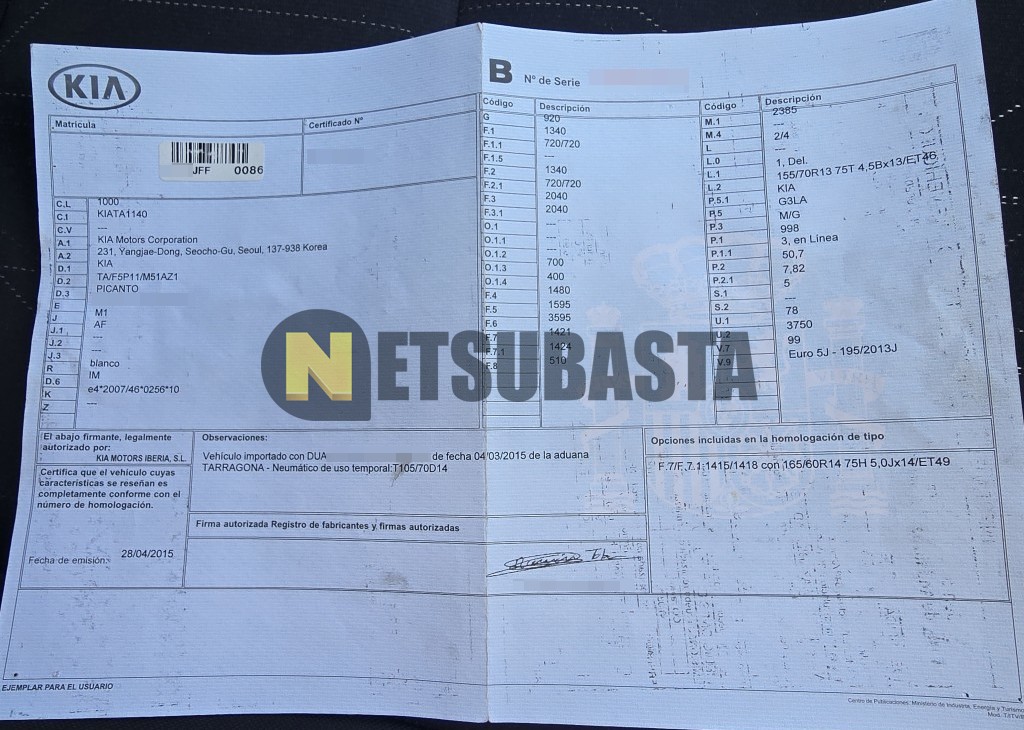 KIA
Matrícula
Certificado Nº
JFF 0086
C.L 1000
C.I KIATA1140
C.V ---
A.1 KIA Motors Corporation
A.2 231, Yangjae-Dong, Seocho-Gu, Seoul, 137-938 Korea
D.1 KIA
D.2 TA/F5P11/M51AZ1
D.3 PICANTO
E
J M1
J.1 AF
J.2 ---
J.3 ---
R blanco
D.6 IM
K e4*2007/46*0256*10
Z ---
El abajo firmante, legalmente
autorizado por:
KIA MOTORS IBERIA, S.L.
Certifica que el vehículo cuyas
características se reseñan es
completamente conforme con el
número de homologación.
Fecha de emisión: 28/04/2015
Observaciones:
Vehículo importado con DUA de fecha 04/03/2015 de la aduana
TARRAGONA - Neumático de uso temporal:T105/70D14
Firma autorizada Registro de fabricantes y firmas autorizadas
EJEMPLAR PARA EL USUARIO
B Nº de Serie
Código Descripción
G 920
F.1 1340
F.1.1 720/720
F.1.5 ---
F.2 1340
F.2.1 720/720
F.3 2040
F.3.1 2040
O.1 ---
O.1.1 ---
O.1.2 ---
O.1.3 700
O.1.4 400
F.4 1480
F.5 1595
F.6 3595
F.7 1421
F.7.1 1424
F.8 510
Código Descripción
M.1 2385
M.4 ---
L 2/4
L.0 ---
L.1 1, Del.
L.2 155/70R13 75T 4,5Bx13/ET46
P.5.1 KIA
P.5 G3LA
P.3 M/G
P.1 998
P.1.1 3, en Línea
P.2 50,7
P.2.1 7,82
S.1 5
S.2 ---
U.1 78
U.2 3750
V.7 99
V.9 Euro 5J - 195/2013J
Opciones incluidas en la homologación de tipo
F.7/F.7.1:1415/1418 con 165/60R14 75H 5,0Jx14/ET49
Centro de Publicaciones: Ministerio de Industria, Energía y Turismo
NETSUBASTA